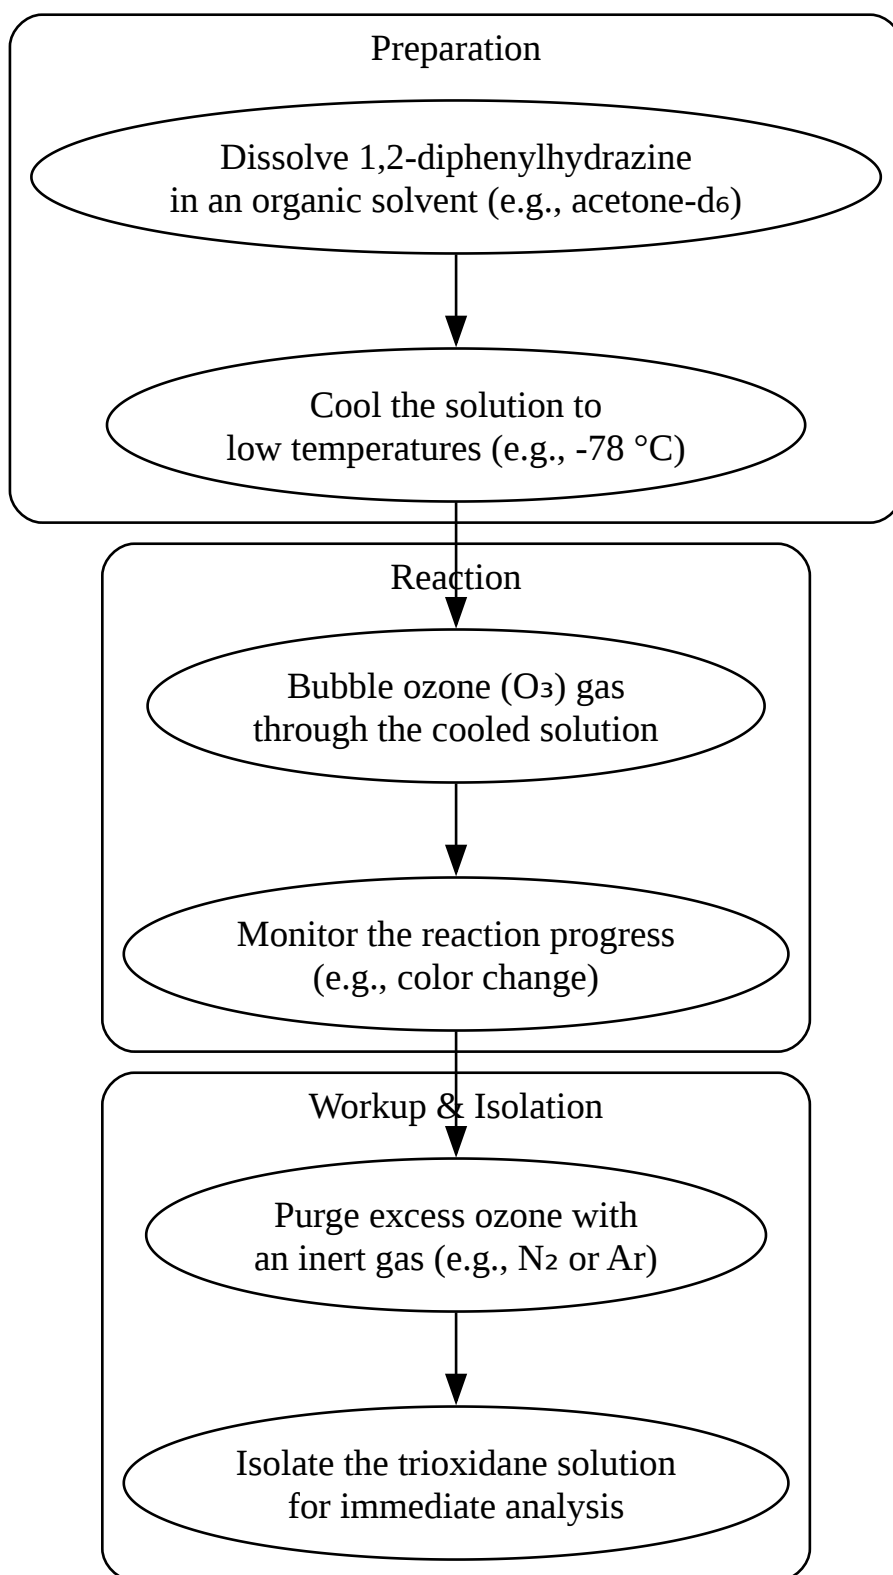 Preparation
Dissolve 1,2-diphenylhydrazine
in an organic solvent (e.g., acetone-d₆)
Cool the solution to
low temperatures (e.g., -78 °C)
Reaction
Bubble ozone (O₃) gas
through the cooled solution
Monitor the reaction progress
(e.g., color change)
Workup & Isolation
Purge excess ozone with
an inert gas (e.g., N₂ or Ar)
Isolate the trioxidane solution
for immediate analysis